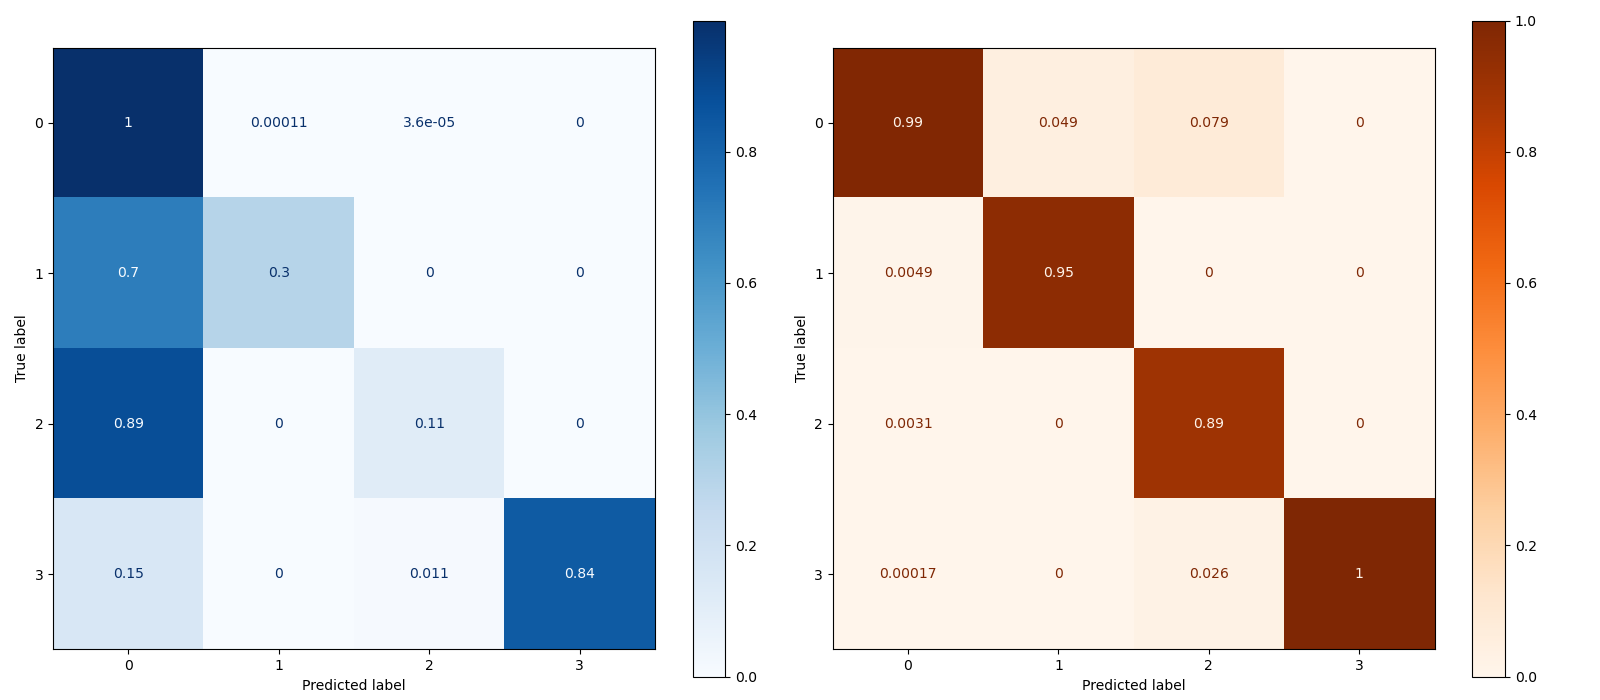 1.0
0 1 0.00011 3.6e-05 0
0 0.99 0.049 0.079 0
0.8
0.8
0.6
0.6
1 0.7 0.3 0 0
1 0.0049 0.95 0 0
True label
True label
0.4
0.4
2 0.89 0 0.11 0
2 0.0031 0 0.89 0
0.2
0.2
3 0.15 0 0.011 0.84
3 0.00017 0 0.026 1
0 1 2 3
0 1 2 3
0.0
0.0
Predicted label
Predicted label